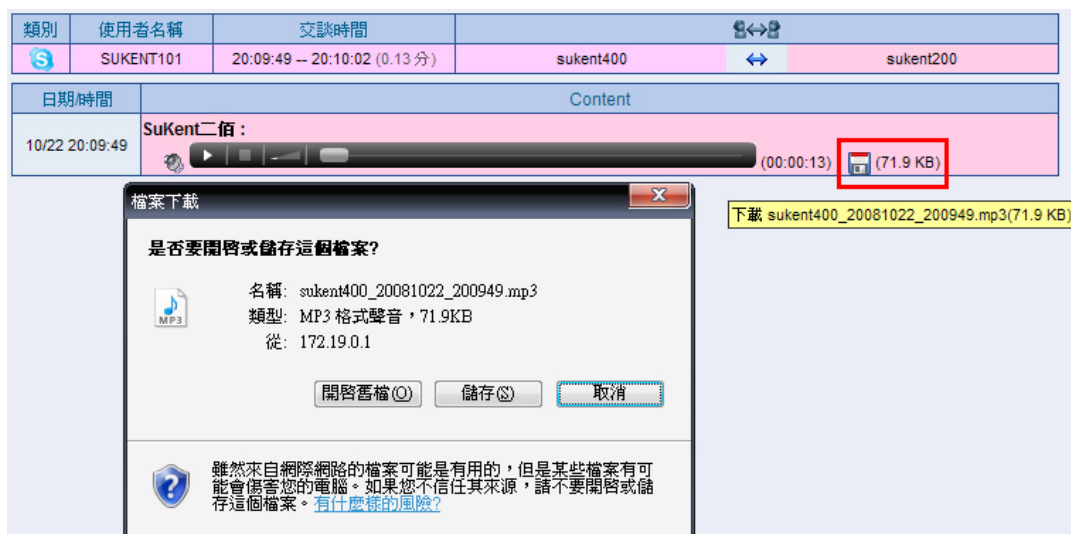 類別 使用者名稱 交談時間
SUKENT101 20:09:49 -- 20:10:02 (0.13 分) sukent400 sukent200
日期/時間 Content
10/22 20:09:49
SuKent二佰 :
(00:00:13) (71.9 KB)
下載 sukent400_20081022_200949.mp3(71.9 KB)
檔案下載
是否要開啓或儲存這個檔案?
名稱: sukent400_20081022_200949.mp3
MP3
類型: MP3 格式聲音，71.9KB
從: 172.19.0.1
開啓舊檔(O) 儲存(S) 取消
雖然來自網際網路的檔案可能是有用的，但是某些檔案有可
能會傷害您的電腦。如果您不信任其來源，請不要開啓或儲
存這個檔案。有什麼樣的風險?